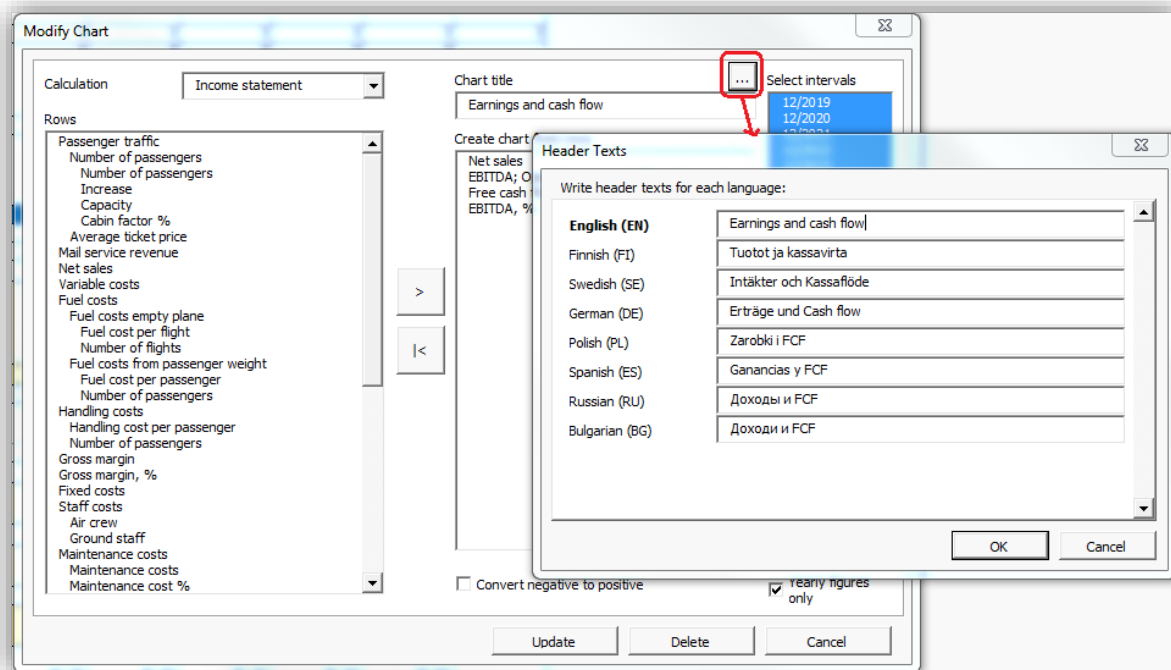 Modify Chart
Calculation
Income statement
Rows
Passenger traffic
Number of passengers
Number of passengers
Increase
Capacity
Cabin factor %
Average ticket price
Mail service revenue
Net sales
Variable costs
Fuel costs
Fuel costs empty plane
Fuel cost per flight
Number of flights
Fuel costs from passenger weight
Fuel cost per passenger
Number of passengers
Handling costs
Handling cost per passenger
Number of passengers
Gross margin
Gross margin, %
Fixed costs
Staff costs
Air crew
Ground staff
Maintenance costs
Maintenance costs
Maintenance cost %
>
|<
Chart title
...
Earnings and cash flow
Create chart
Net sales
EBITDA; O
Free cash
EBITDA, %
Convert negative to positive
Select intervals
12/2019
12/2020
12/2021
Yearly figures
only
Update
Delete
Cancel
Header Texts
Write header texts for each language:
English (EN) Earnings and cash flow
Finnish (FI) Tuotot ja kassavirta
Swedish (SE) Intäkter och Kassaflöde
German (DE) Erträge und Cash flow
Polish (PL) Zarobki i FCF
Spanish (ES) Ganancias y FCF
Russian (RU) Доходы и FCF
Bulgarian (BG) Доходи и FCF
OK
Cancel